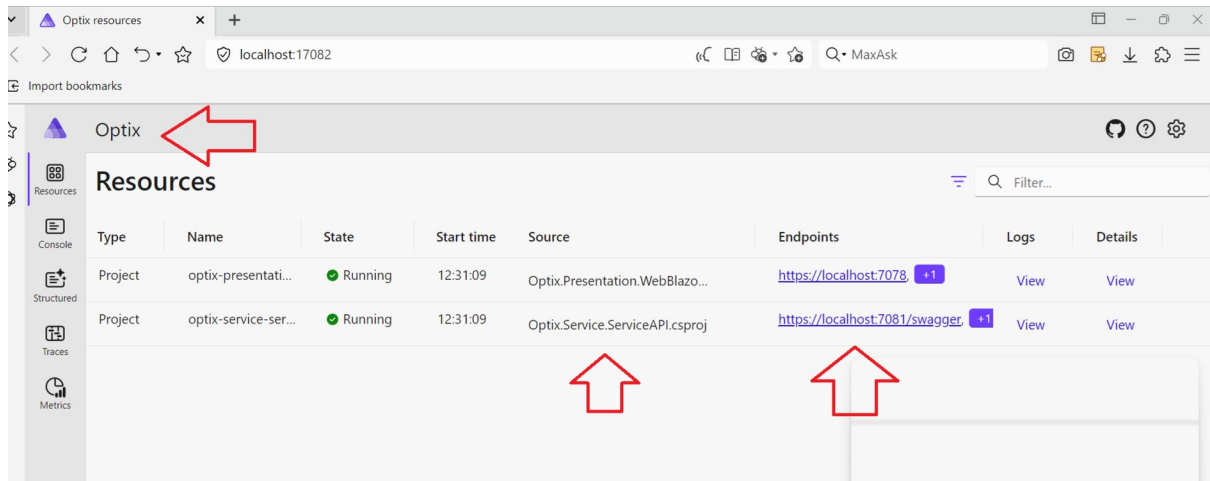 Optix resources
localhost:17082
MaxAsk
Import bookmarks
Optix
Resources
Resources
Filter...
Console
Type Name State Start time Source Endpoints Logs Details
Project optix-presentati... Running 12:31:09 Optix.Presentation.WebBlazo... https://localhost:7078, +1 View View
Structured
Project optix-service-ser... Running 12:31:09 Optix.Service.ServiceAPI.csproj https://localhost:7081/swagger, +1 View View
Traces
Metrics